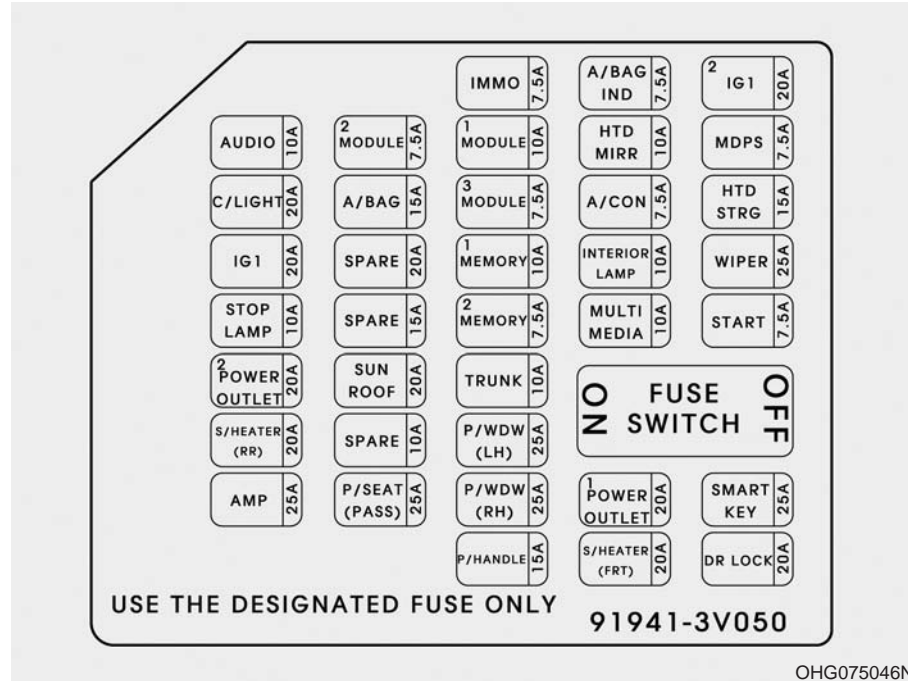 IMMO 7.5A
A/BAG IND 7.5A
2 IG1 20A
AUDIO 10A
2 MODULE 7.5A
1 MODULE 10A
HTD MIRR 10A
MDPS 7.5A
C/LIGHT 20A
A/BAG 15A
3 MODULE 7.5A
A/CON 7.5A
HTD STRG 15A
IG1 20A
SPARE 20A
1 MEMORY 10A
INTERIOR LAMP 10A
WIPER 25A
STOP LAMP 10A
SPARE 15A
2 MEMORY 7.5A
MULTI MEDIA 10A
START 7.5A
2 POWER OUTLET 20A
SUN ROOF 20A
TRUNK 10A
ON FUSE SWITCH OFF
S/HEATER (RR) 20A
SPARE 10A
P/WDW (LH) 25A
AMP 25A
P/SEAT (PASS) 25A
P/WDW (RH) 25A
1 POWER OUTLET 20A
SMART KEY 25A
P/HANDLE 15A
S/HEATER (FRT) 20A
DR LOCK 20A
USE THE DESIGNATED FUSE ONLY
91941-3V050
OHG075046N